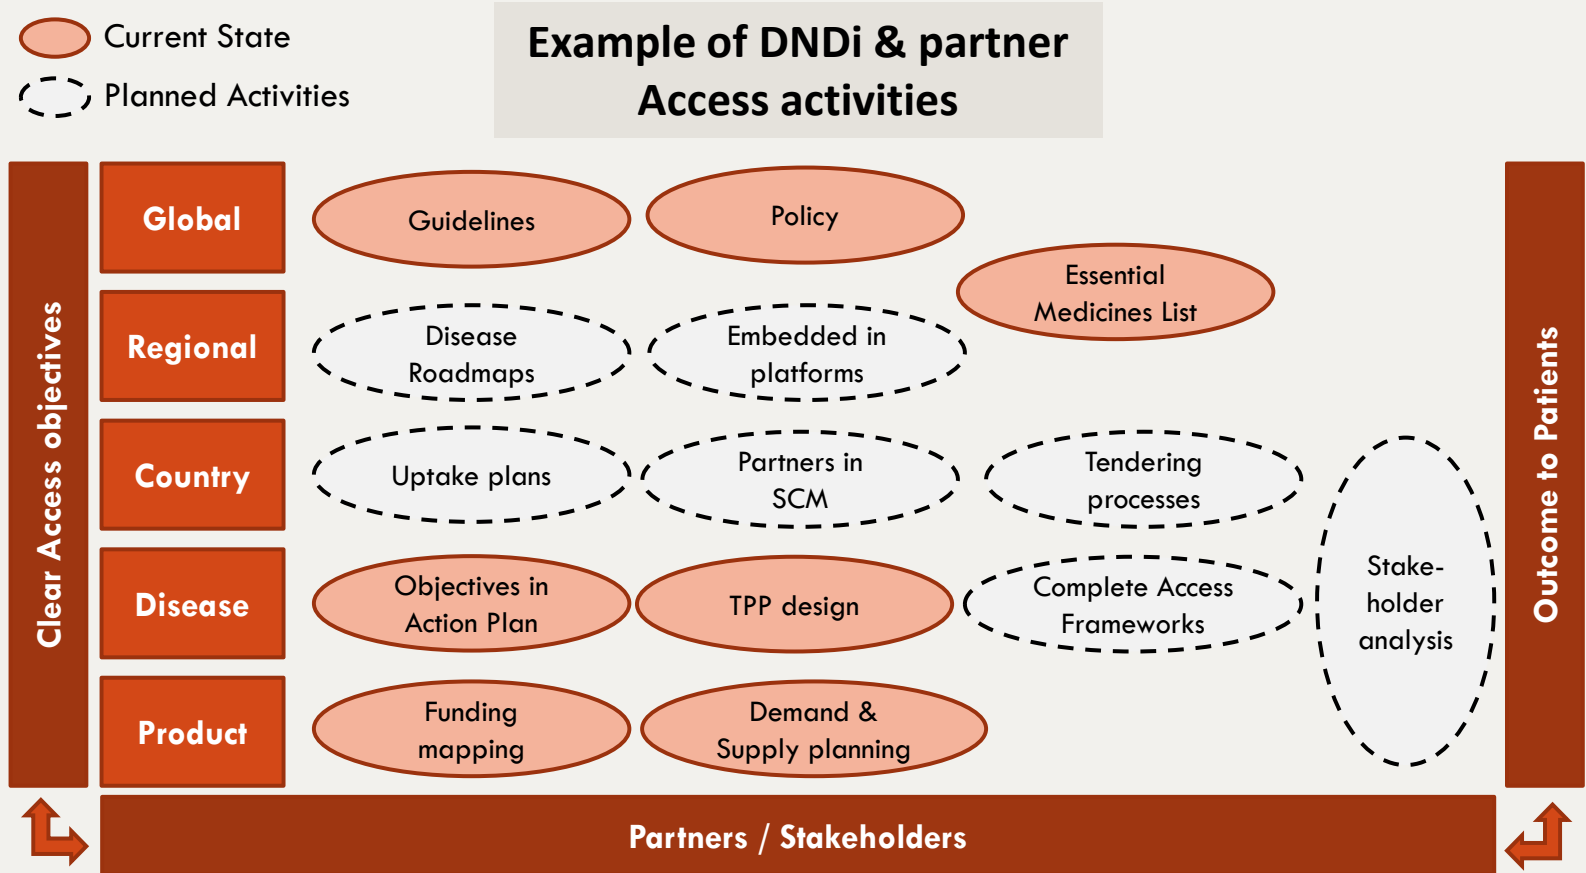 Current State
Planned Activities
Example of DNDi & partner
Access activities
Clear Access objectives
Global
Guidelines
Policy
Essential
Medicines List
Regional
Disease
Roadmaps
Embedded in
platforms
Country
Uptake plans
Partners in
SCM
Tendering
processes
Disease
Objectives in
Action Plan
TPP design
Complete Access
Frameworks
Stake-
holder
analysis
Product
Funding
mapping
Demand &
Supply planning
Outcome to Patients
Partners / Stakeholders